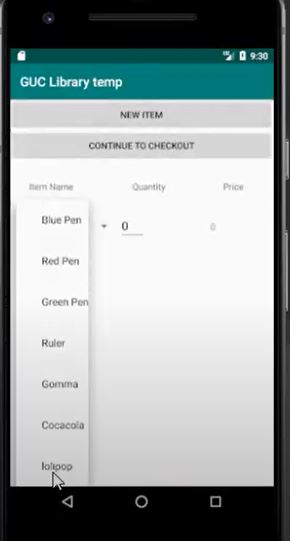 9:30
GUC Library temp
NEW ITEM
CONTINUE TO CHECKOUT
Item Name Quantity Price
Blue Pen 0 0
Red Pen
Green Pen
Ruler
Gomma
Cocacola
lolipop